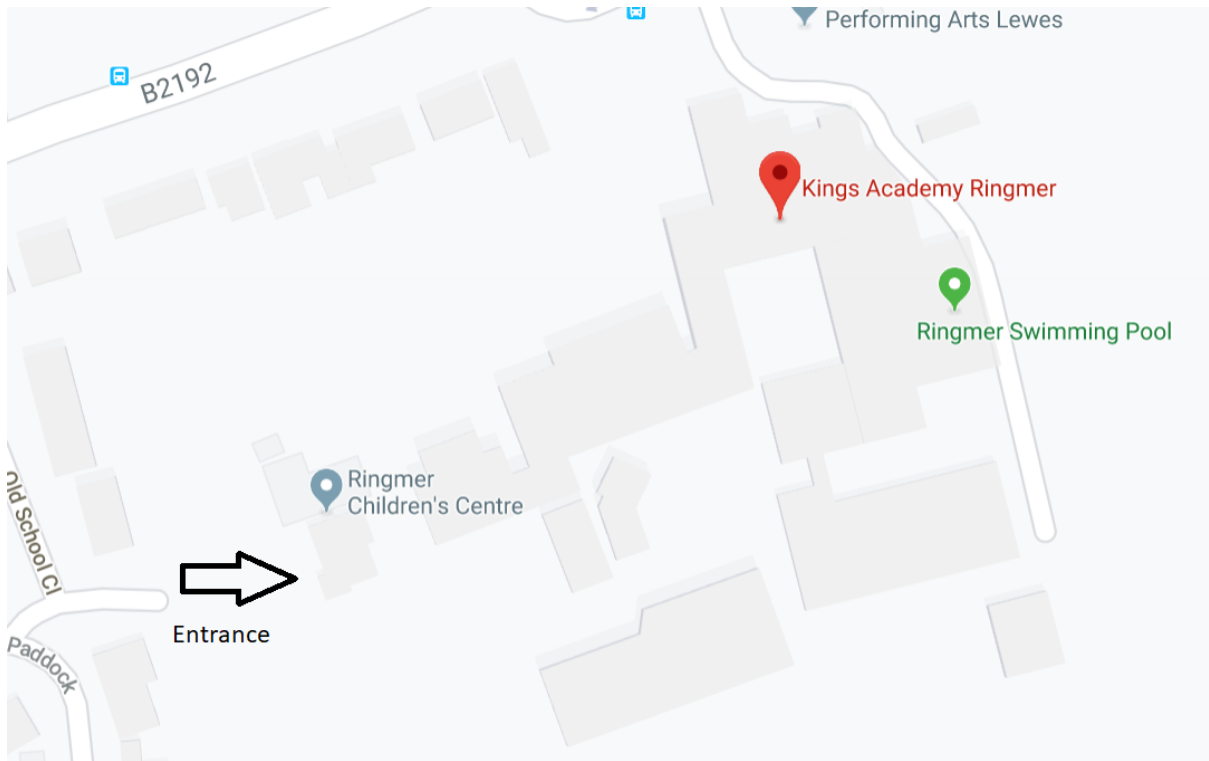 Performing Arts Lewes
B2192
Kings Academy Ringmer
Ringmer Swimming Pool
Ringmer
Children's Centre
Old School Cl
Entrance
Paddock